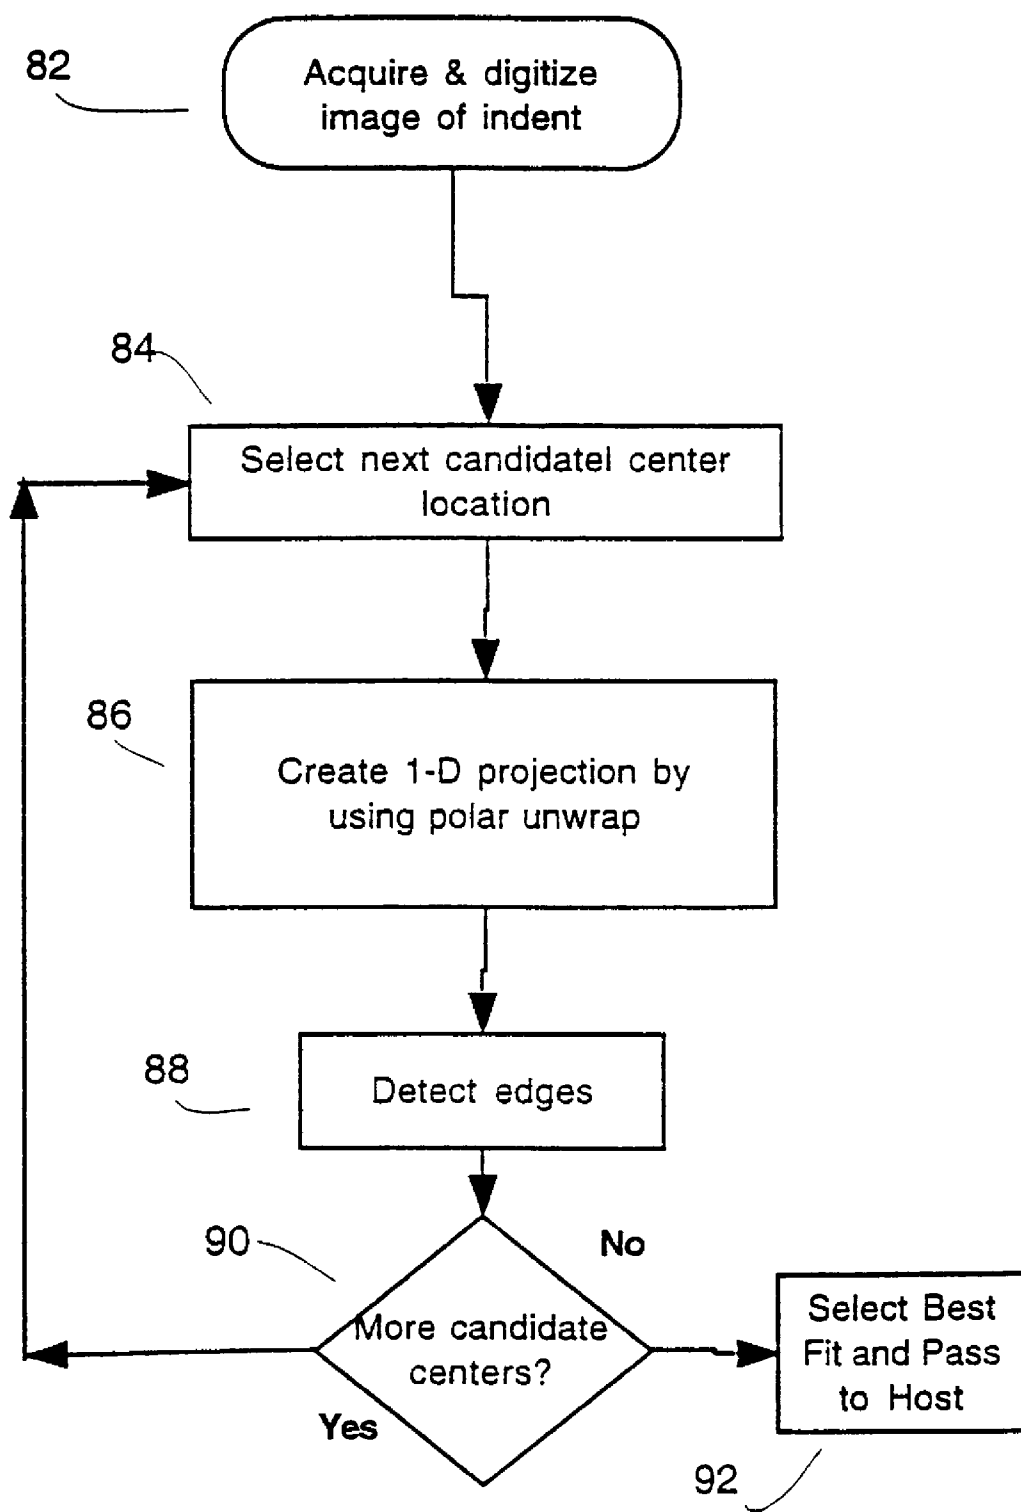 82
Acquire & digitize
image of indent
84
Select next candidatel center
location
86
Create 1-D projection by
using polar unwrap
88
Detect edges
90
No
More candidate
centers?
Yes
Select Best
Fit and Pass
to Host
92